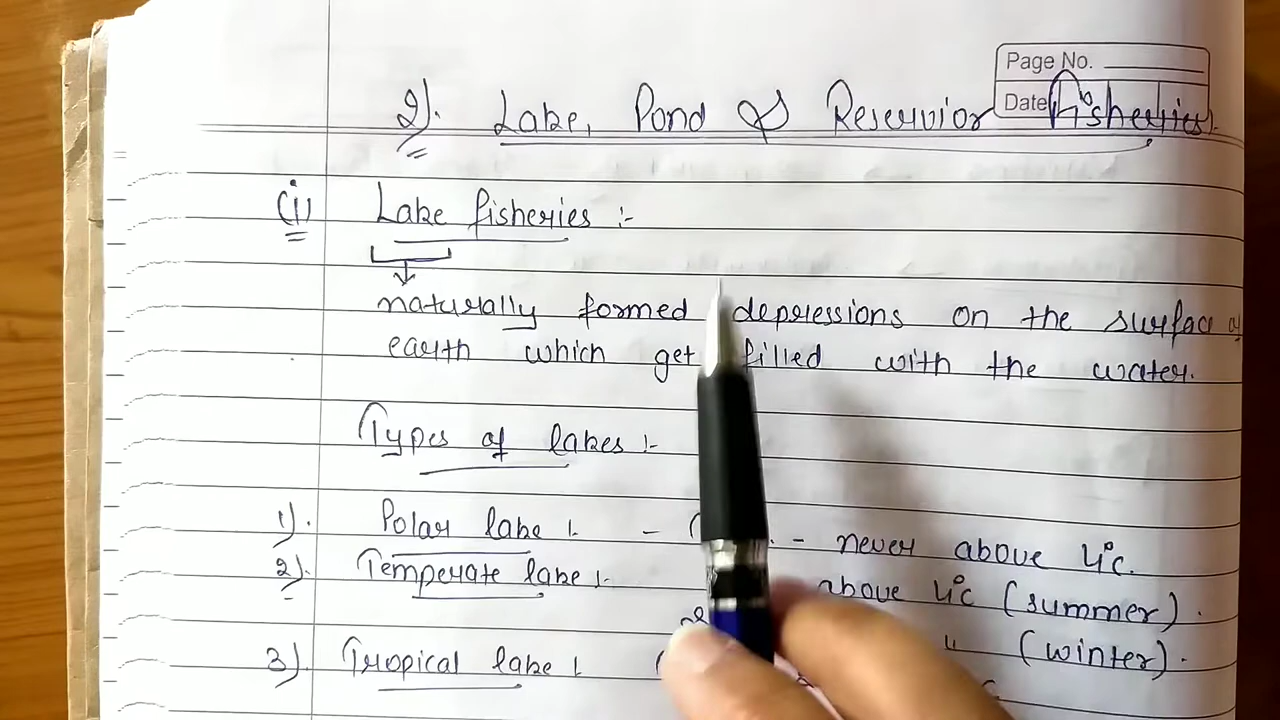 Page No.
Date
2). Lake, Pond & Reservior Fisheries.
(i) Lake fisheries :-
naturally formed depressions on the surface of
earth which get filled with the water.
Types of lakes :-
1). Polar lake :- - - never above 4°c.
2). Temperate lake :- above 4°c (summer).
" (winter).
3). Tropical lake :-